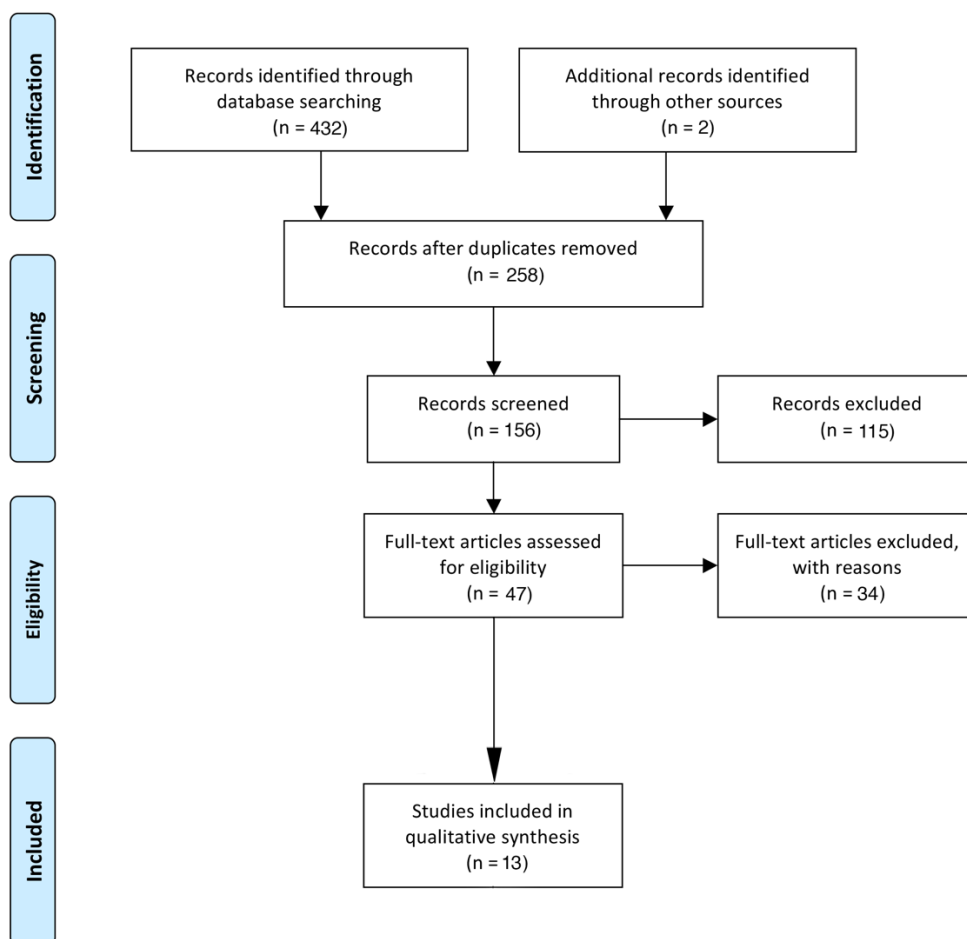 Identification
Records identified through
database searching
(n = 432)
Additional records identified
through other sources
(n = 2)
Records after duplicates removed
(n = 258)
Screening
Records screened
(n = 156)
Records excluded
(n = 115)
Eligibility
Full-text articles assessed
for eligibility
(n = 47)
Full-text articles excluded,
with reasons
(n = 34)
Included
Studies included in
qualitative synthesis
(n = 13)